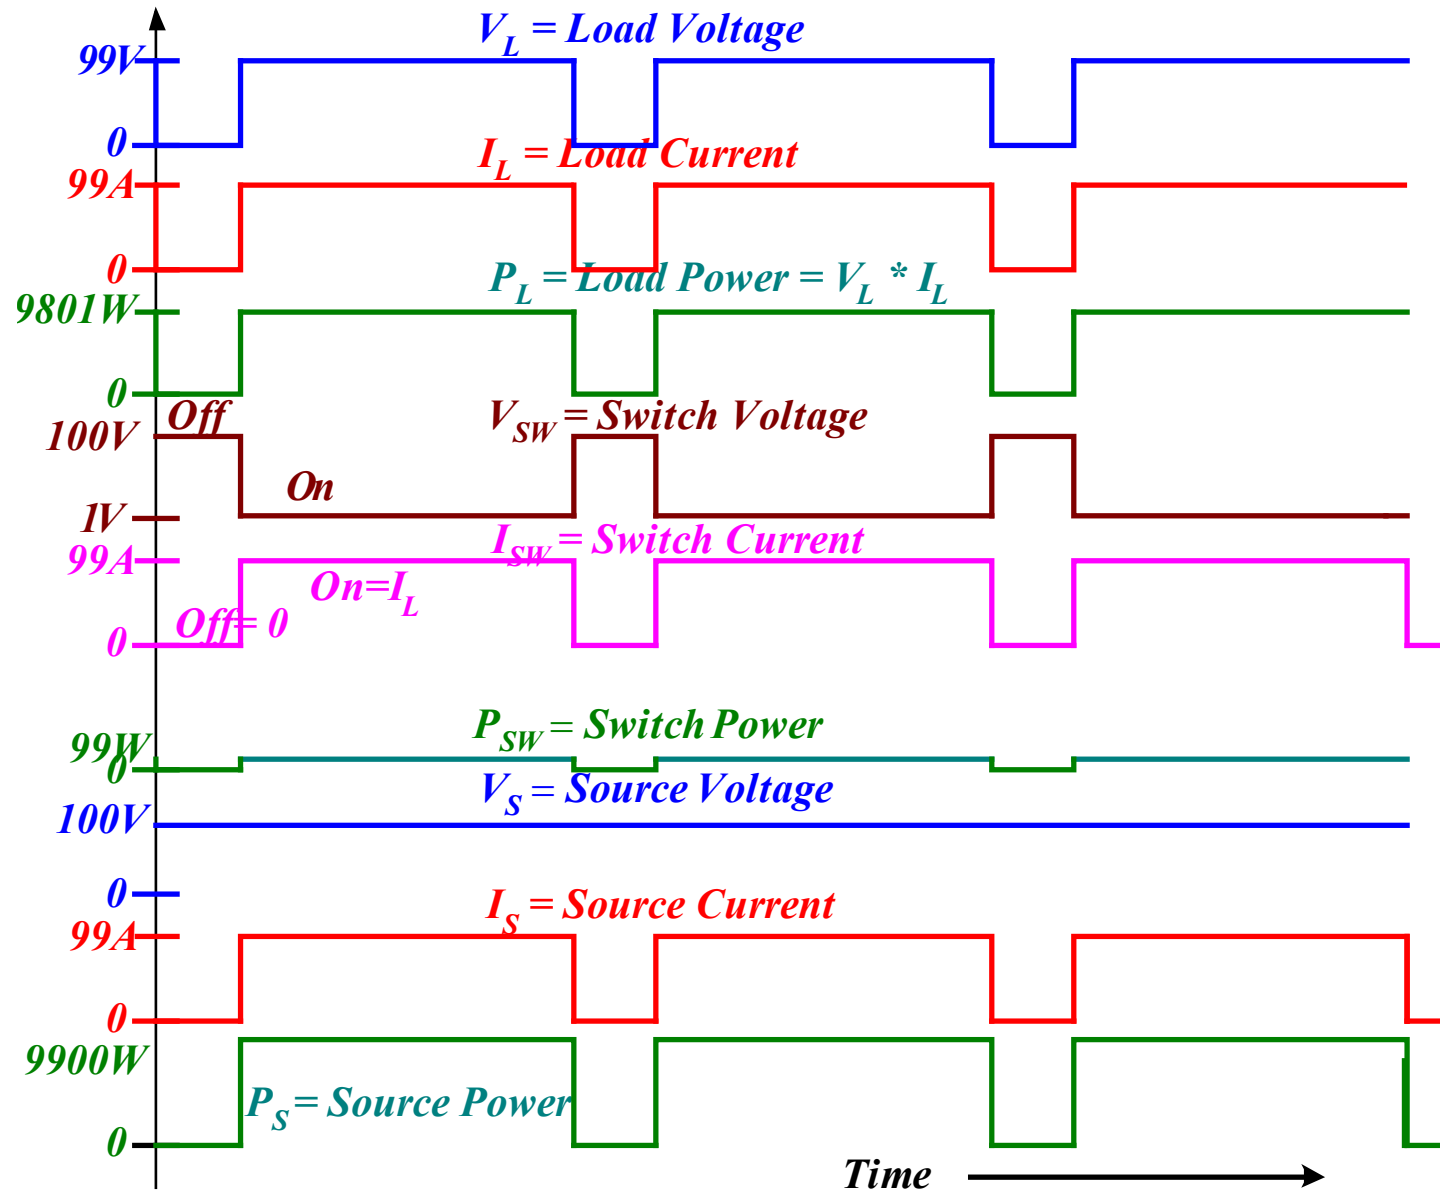 V_L = Load Voltage
99V
0
I_L = Load Current
99A
0
P_L = Load Power = V_L * I_L
9801W
0
Off
V_SW = Switch Voltage
100V
On
1V
I_SW = Switch Current
99A
On=I_L
Off= 0
0
P_SW = Switch Power
99W
0
V_S = Source Voltage
100V
0
I_S = Source Current
99A
0
9900W
P_S = Source Power
0
Time